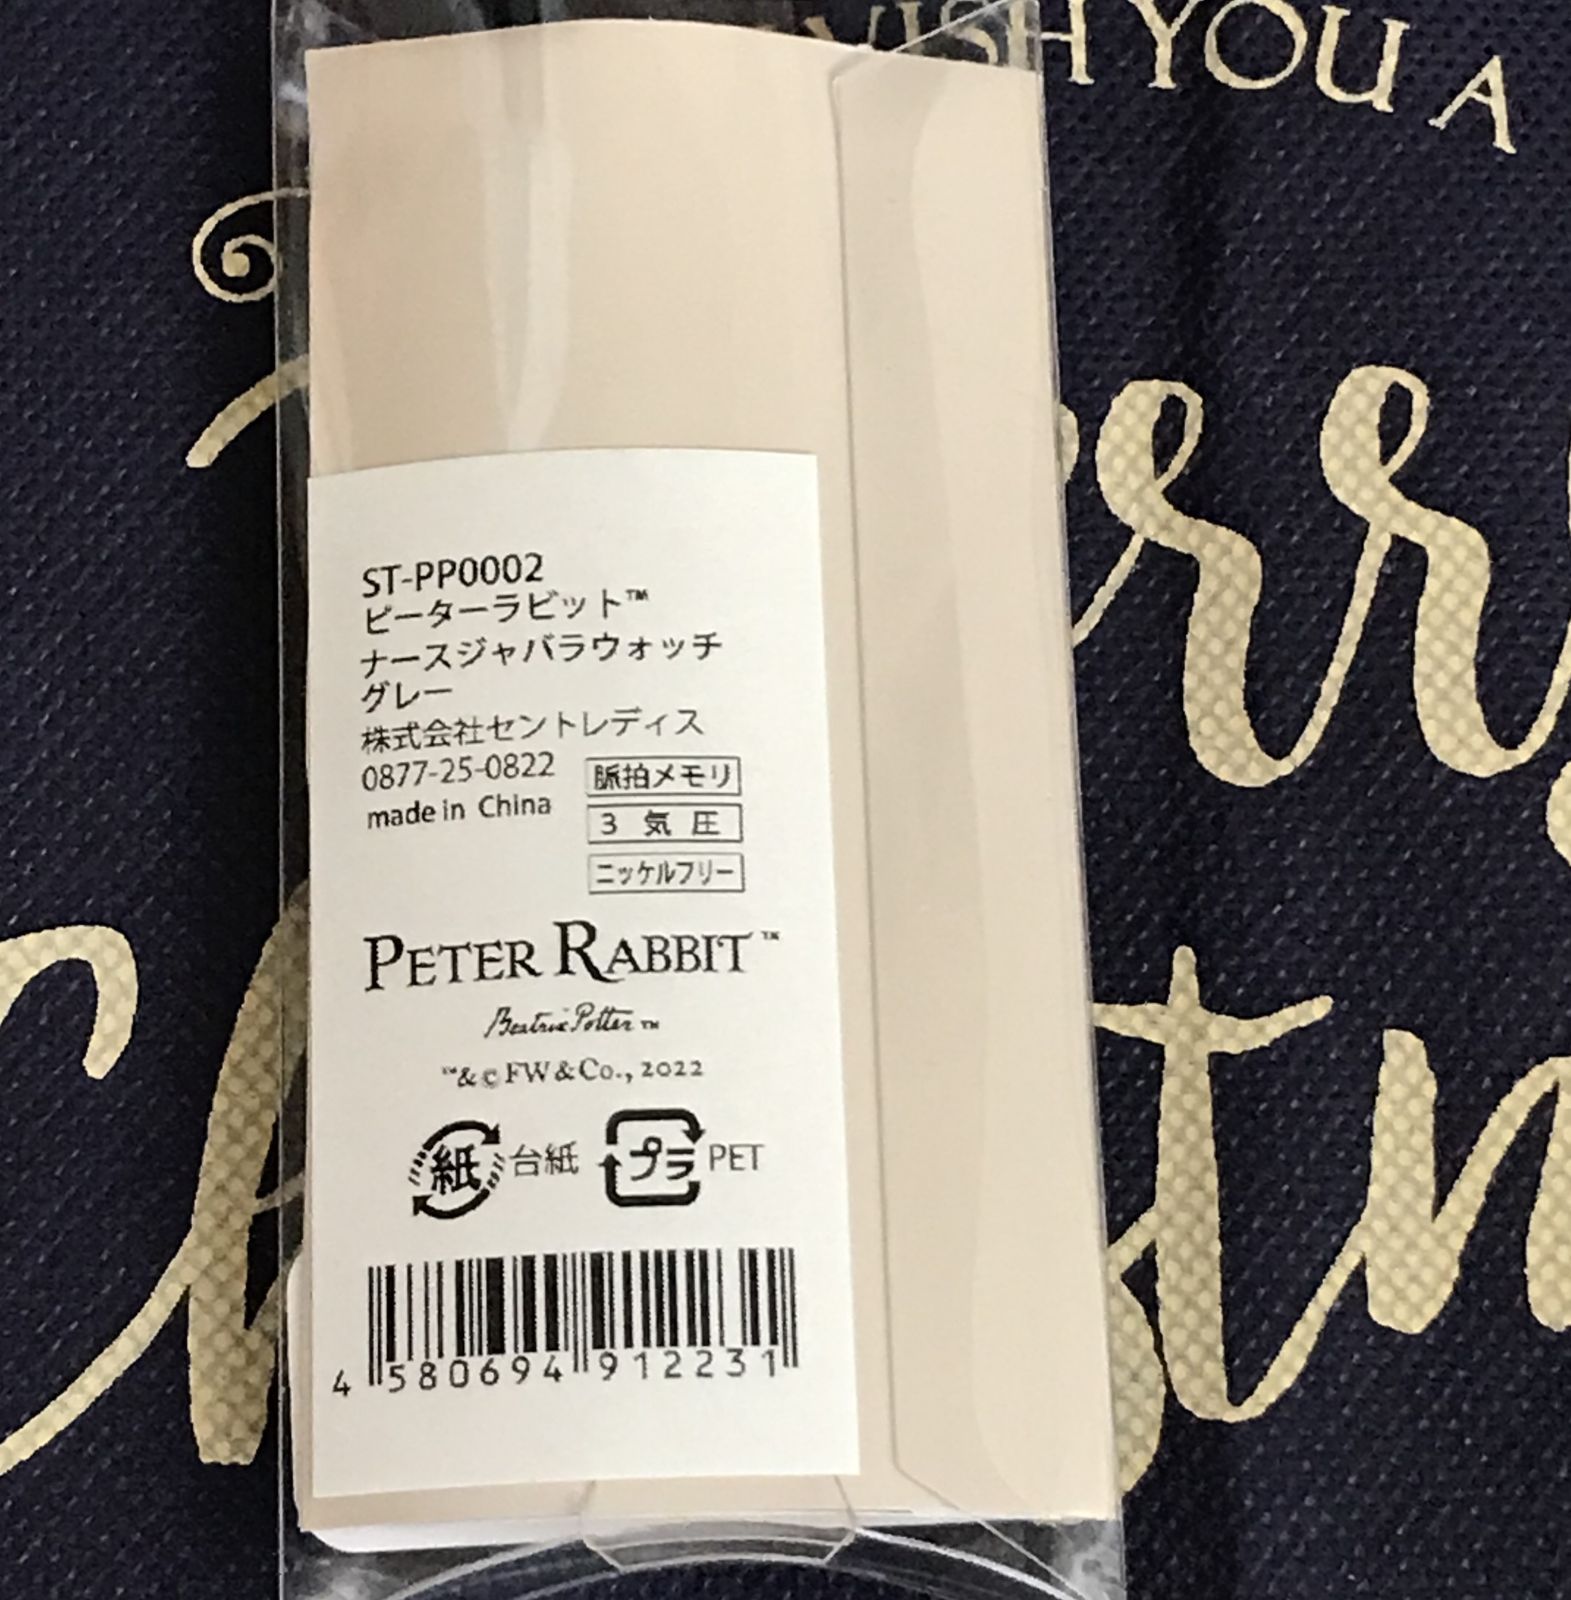 WISH YOU A
ST-PP0002
ピーターラビット™
ナースジャバラウォッチ
グレー
株式会社セントレディス
0877-25-0822
made in China
脈拍メモリ
3 気 圧
ニッケルフリー
PETER RABBIT™
Beatrix Potter™
™&©FW&Co., 2022
紙 台紙 プラ PET
4 580694 912231